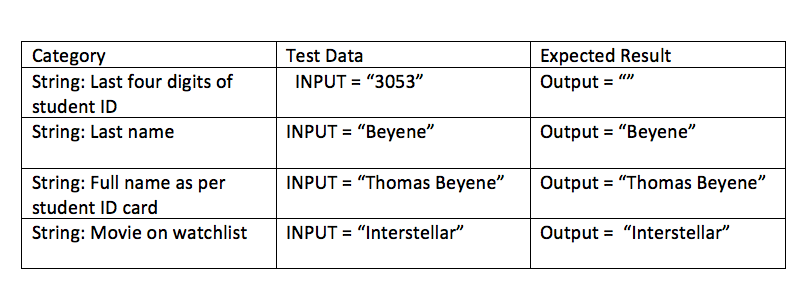 Category Test Data Expected Result
String: Last four digits of INPUT = “3053” Output = “”
student ID
String: Last name INPUT = “Beyene” Output = “Beyene”
String: Full name as per INPUT = “Thomas Beyene” Output = “Thomas Beyene”
student ID card
String: Movie on watchlist INPUT = “Interstellar” Output = “Interstellar”